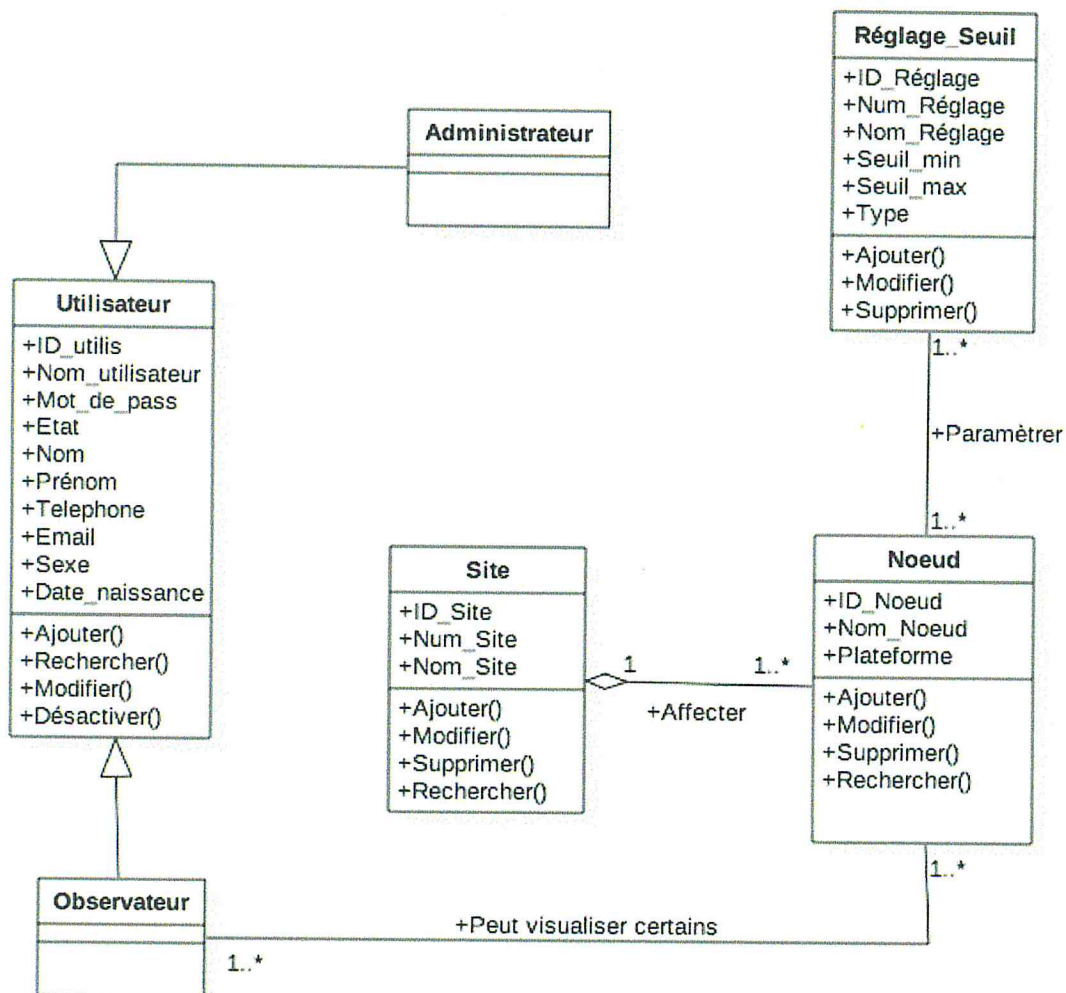 Réglage_Seuil
+ID_Réglage
+Num_Réglage
+Nom_Réglage
+Seuil_min
+Seuil_max
+Type
+Ajouter()
+Modifier()
+Supprimer()
1..*
+Paramètrer
1..*
Administrateur
Utilisateur
+ID_utilis
+Nom_utilisateur
+Mot_de_pass
+Etat
+Nom
+Prénom
+Telephone
+Email
+Sexe
+Date_naissance
+Ajouter()
+Rechercher()
+Modifier()
+Désactiver()
Site
+ID_Site
+Num_Site
+Nom_Site
+Ajouter()
+Modifier()
+Supprimer()
+Rechercher()
1
1..*
+Affecter
Noeud
+ID_Noeud
+Nom_Noeud
+Plateforme
+Ajouter()
+Modifier()
+Supprimer()
+Rechercher()
1..*
Observateur
+Peut visualiser certains
1..*